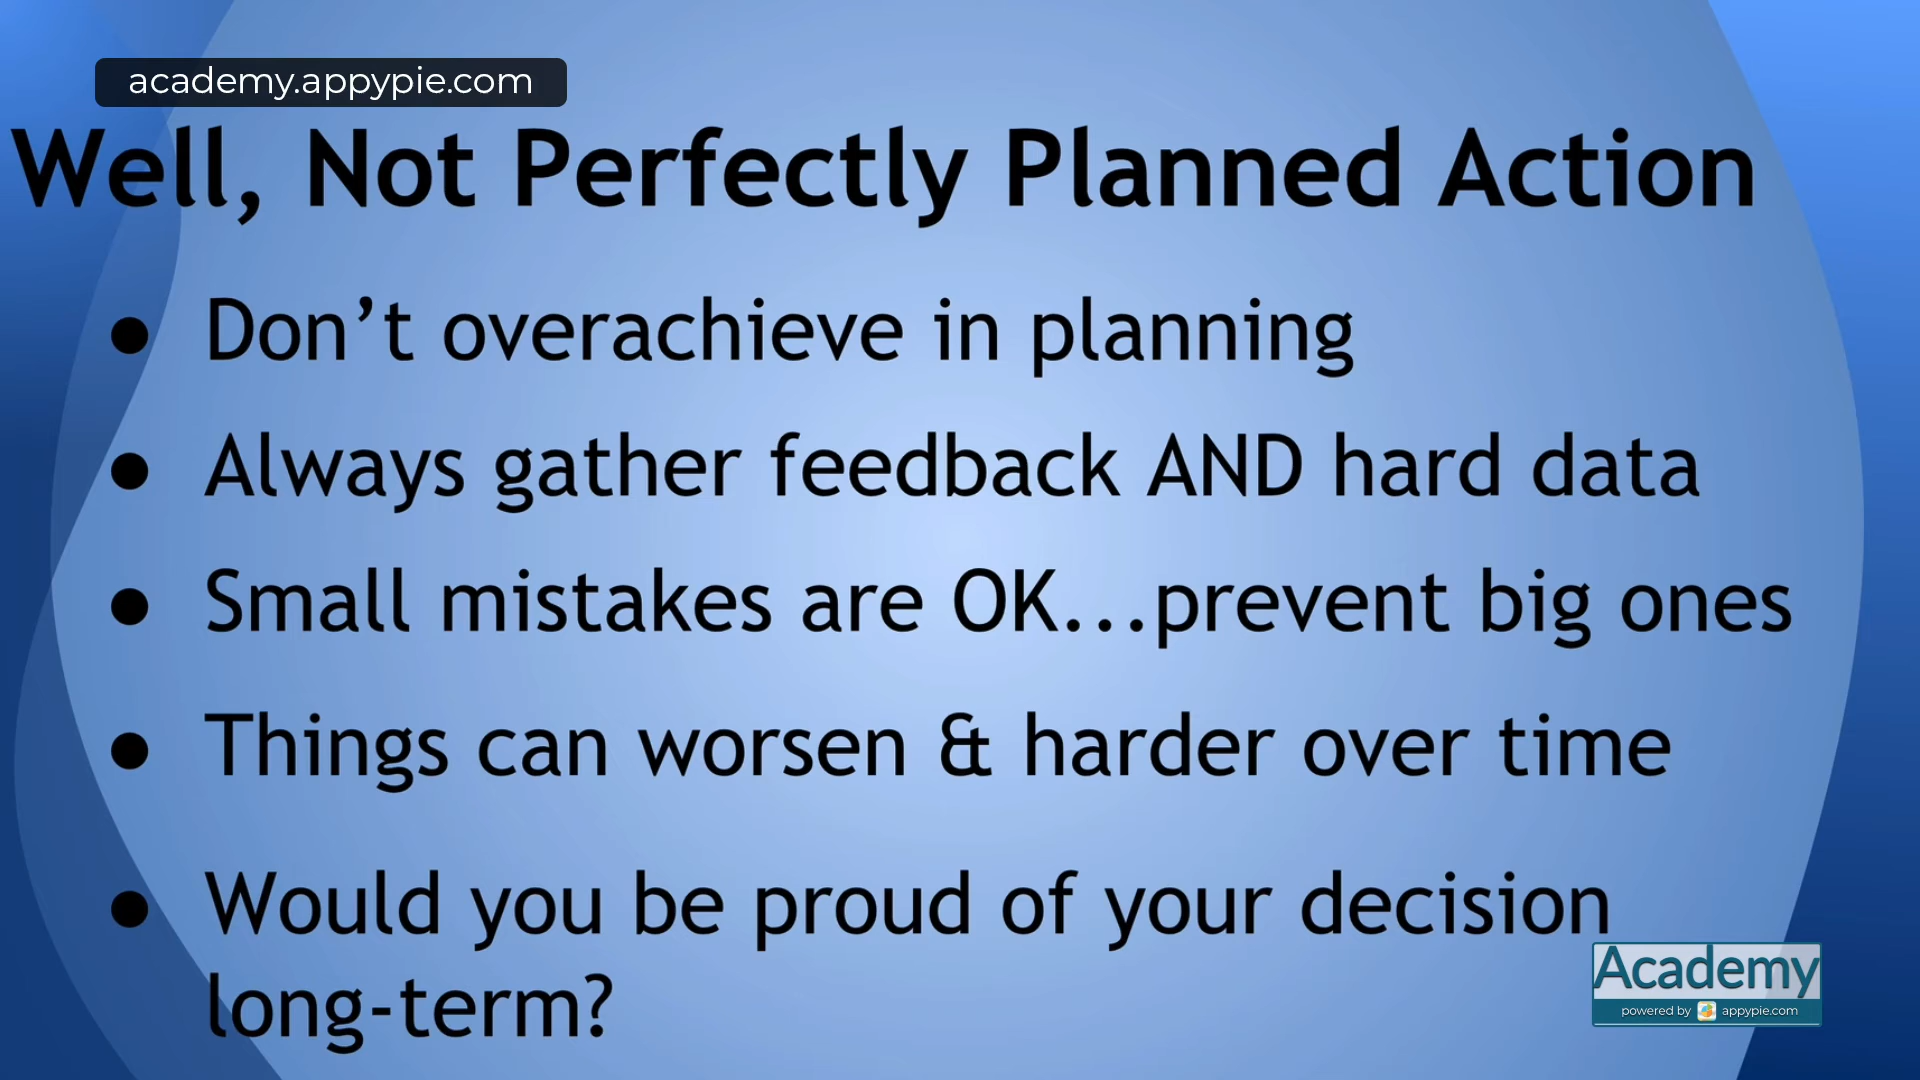 academy.appypie.com
Well, Not Perfectly Planned Action
● Don’t overachieve in planning
● Always gather feedback AND hard data
● Small mistakes are OK...prevent big ones
● Things can worsen & harder over time
● Would you be proud of your decision
long-term?
Academy
powered by appypie.com